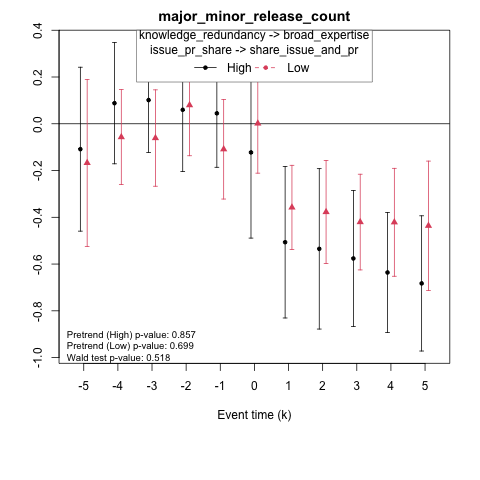 major_minor_release_count
knowledge_redundancy -> broad_expertise
issue_pr_share -> share_issue_and_pr
High Low
0.4
0.2
0.0
-0.2
-0.4
-0.6
-0.8
-1.0
Pretrend (High) p-value: 0.857
Pretrend (Low) p-value: 0.699
Wald test p-value: 0.518
-5 -4 -3 -2 -1 0 1 2 3 4 5
Event time (k)